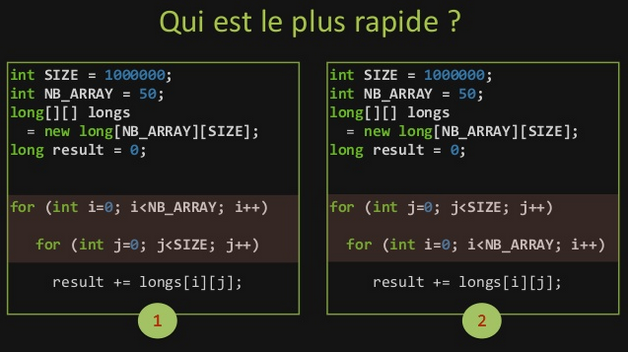 Qui est le plus rapide ?
int SIZE = 1000000;
int NB_ARRAY = 50;
long[][] longs
= new long[NB_ARRAY][SIZE];
long result = 0;
for (int i=0; i<NB_ARRAY; i++)
for (int j=0; j<SIZE; j++)
result += longs[i][j];
1
int SIZE = 1000000;
int NB_ARRAY = 50;
long[][] longs
= new long[NB_ARRAY][SIZE];
long result = 0;
for (int j=0; j<SIZE; j++)
for (int i=0; i<NB_ARRAY; i++)
result += longs[i][j];
2